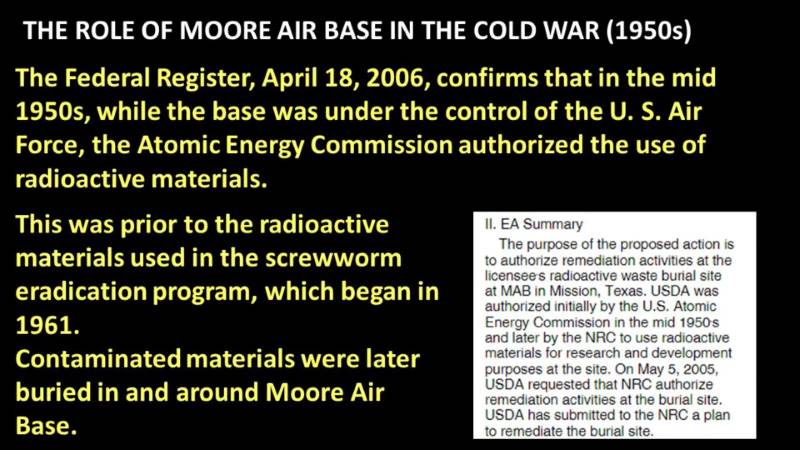 THE ROLE OF MOORE AIR BASE IN THE COLD WAR (1950s)
The Federal Register, April 18, 2006, confirms that in the mid
1950s, while the base was under the control of the U. S. Air
Force, the Atomic Energy Commission authorized the use of
radioactive materials.
This was prior to the radioactive
materials used in the screwworm
eradication program, which began in
1961.
Contaminated materials were later
buried in and around Moore Air
Base.
II. EA Summary
The purpose of the proposed action is
to authorize remediation activities at the
licensee's radioactive waste burial site
at MAB in Mission, Texas. USDA was
authorized initially by the U.S. Atomic
Energy Commission in the mid 1950's
and later by the NRC to use radioactive
materials for research and development
purposes at the site. On May 5, 2005,
USDA requested that NRC authorize
remediation activities at the burial site.
USDA has submitted to the NRC a plan
to remediate the burial site.